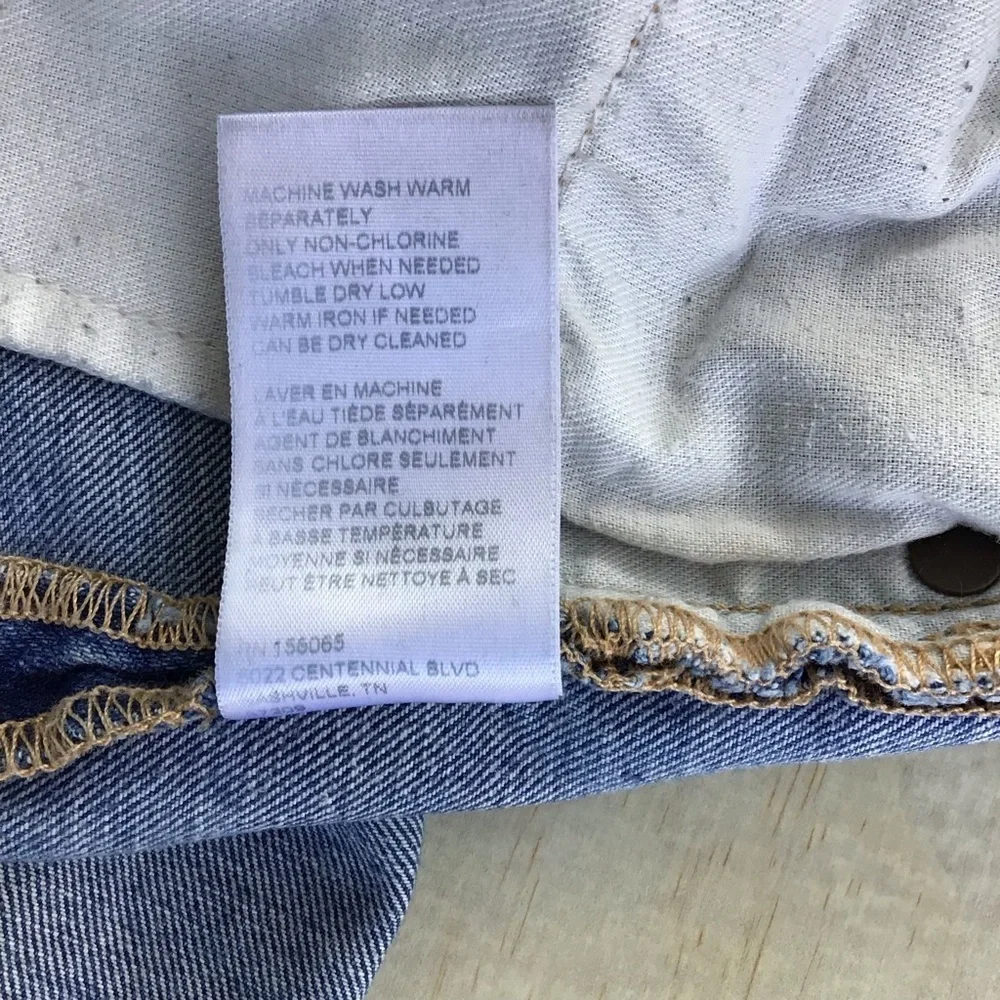 MACHINE WASH WARM
SEPARATELY
ONLY NON-CHLORINE
BLEACH WHEN NEEDED
TUMBLE DRY LOW
WARM IRON IF NEEDED
CAN BE DRY CLEANED
LAVER EN MACHINE
À L'EAU TIÈDE SÉPARÉMENT
AGENT DE BLANCHIMENT
SANS CHLORE SEULEMENT
SI NÉCESSAIRE
SÉCHER PAR CULBUTAGE
À BASSE TEMPÉRATURE
MOYENNE SI NÉCESSAIRE
PEUT ÊTRE NETTOYÉ À SEC
RN 156065
6022 CENTENNIAL BLVD
NASHVILLE, TN